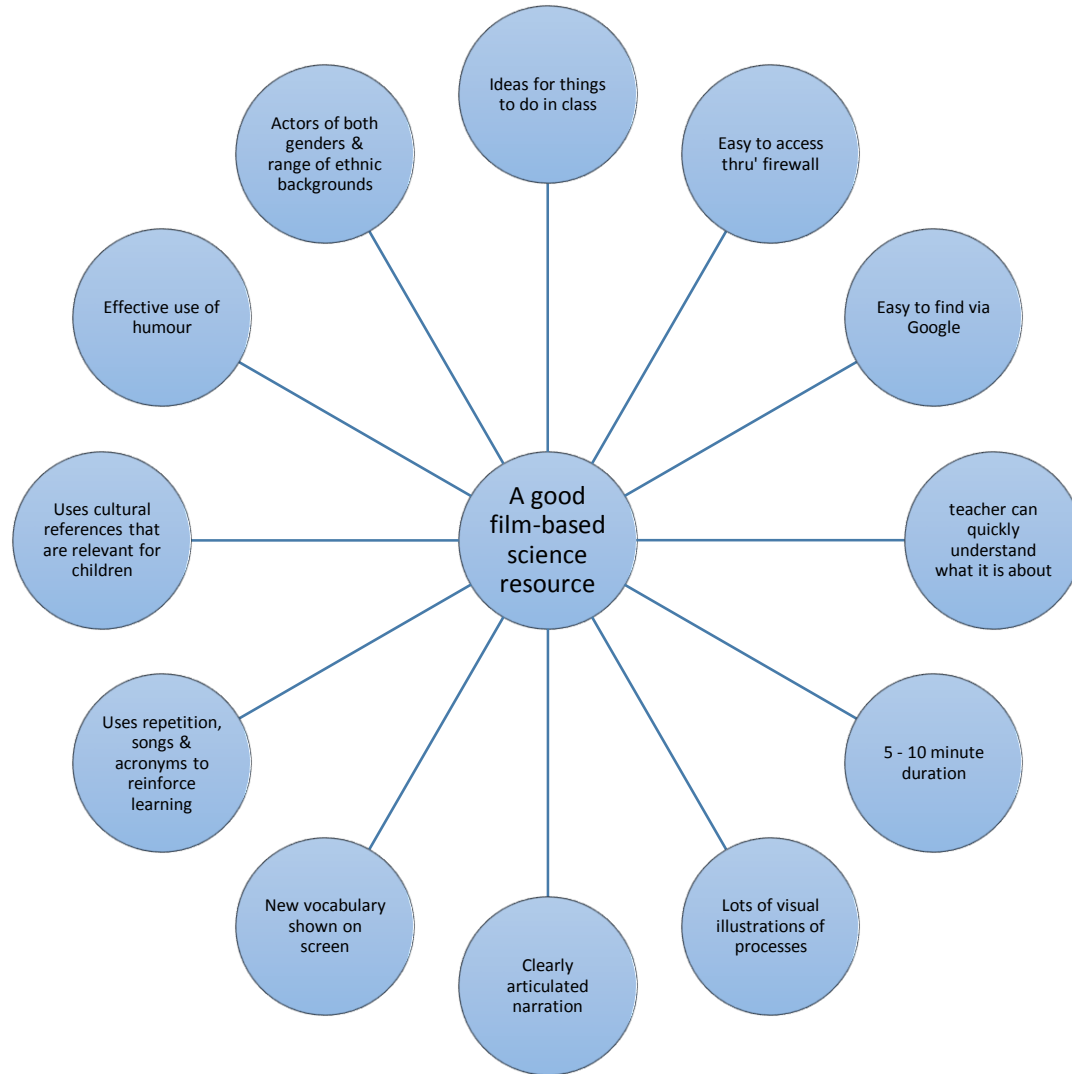 Ideas for things
to do in class
Easy to access
thru' firewall
Easy to find via
Google
teacher can
quickly
understand
what it is about
5 - 10 minute
duration
Lots of visual
illustrations of
processes
Clearly
articulated
narration
New vocabulary
shown on
screen
Uses repetition,
songs &
acronyms to
reinforce
learning
Uses cultural
references that
are relevant for
children
Effective use of
humour
Actors of both
genders &
range of ethnic
backgrounds
A good
film-based
science
resource